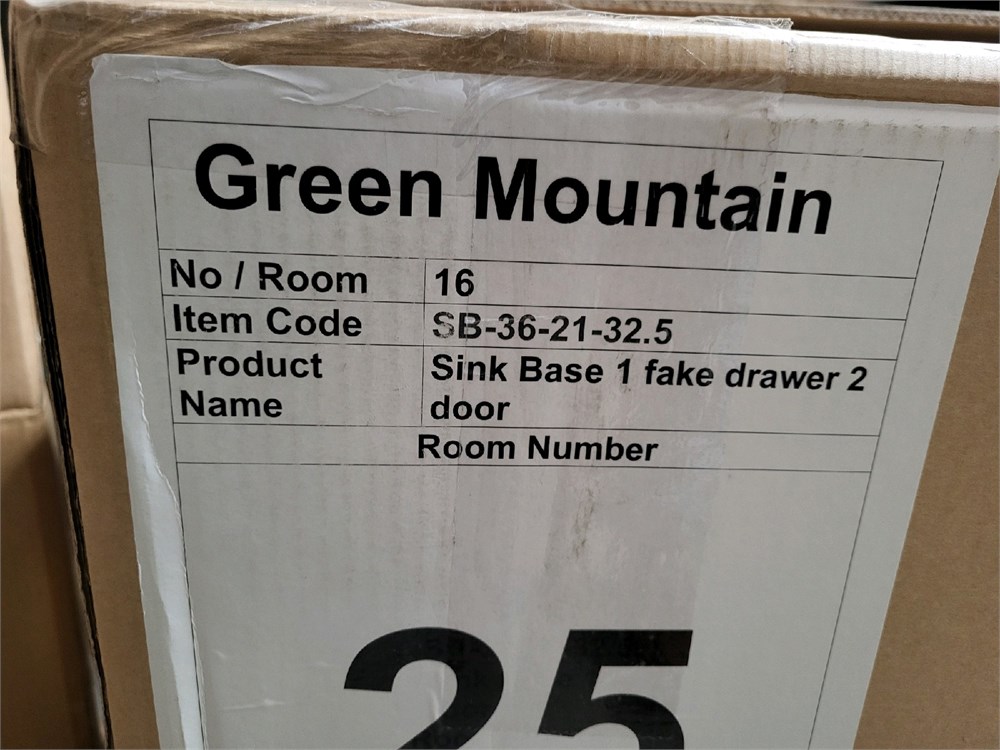 Green Mountain
No / Room 16
Item Code SB-36-21-32.5
Product Sink Base 1 fake drawer 2
Name door
Room Number
25